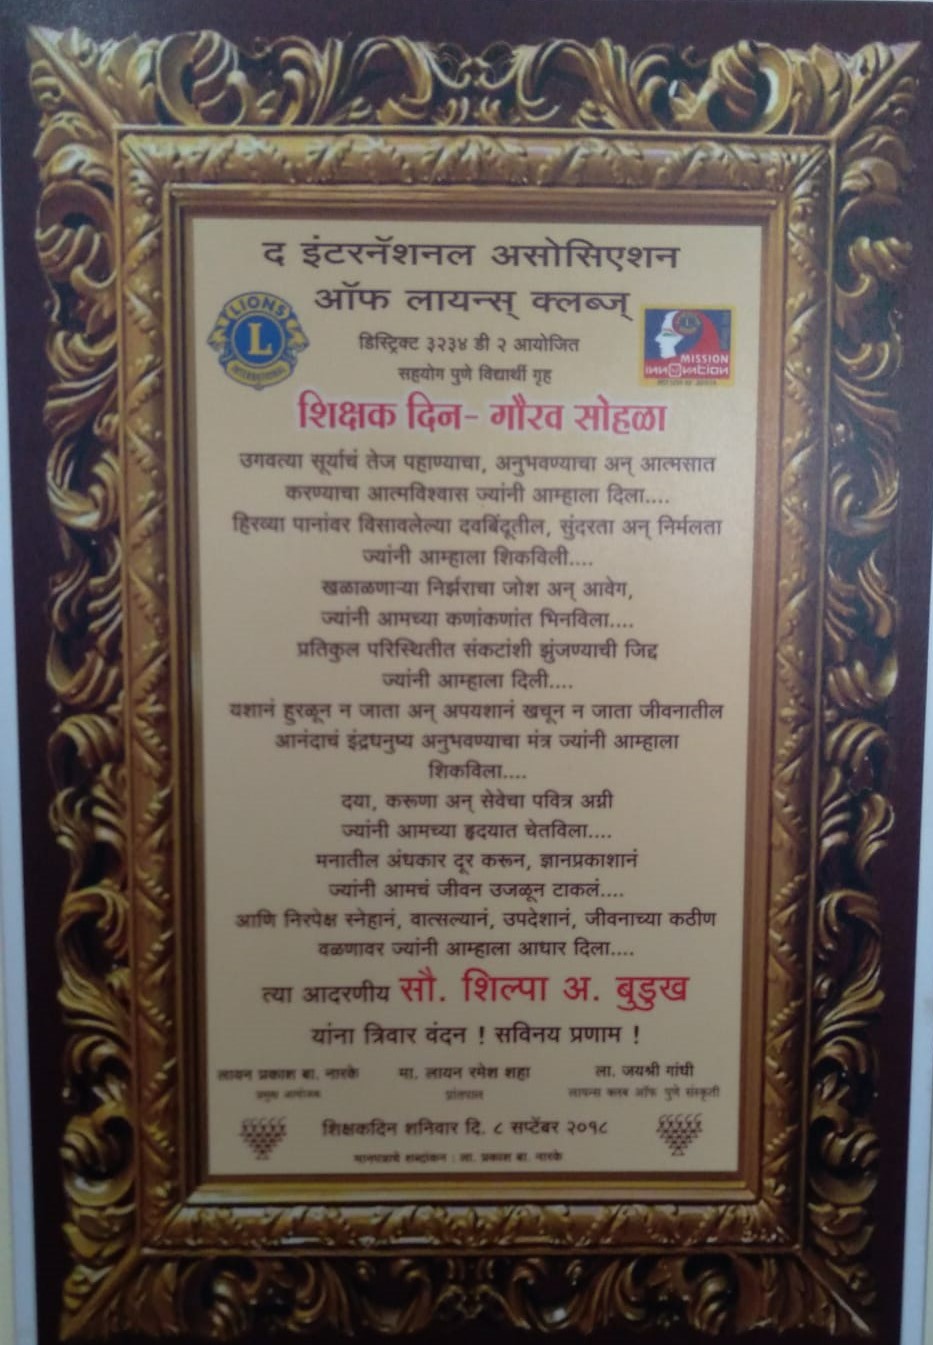 द इंटरनॅशनल असोसिएशन
ऑफ लायन्स् क्लब्ज्
LIONS
L
INTERNATIONAL
MISSION
INNOVATION
डिस्ट्रिक्ट ३२३४ डी २ आयोजित
सहयोग पुणे विद्यार्थी गृह
शिक्षक दिन- गौरव सोहळा
उगवत्या सूर्याचं तेज पहाण्याचा, अनुभवण्याचा अन् आत्मसात
करण्याचा आत्मविश्वास ज्यांनी आम्हाला दिला....
हिरव्या पानांवर विसावलेल्या दवबिंदूतील, सुंदरता अन् निर्मलता
ज्यांनी आम्हाला शिकविली....
खळाळणाऱ्या निर्झराचा जोश अन् आवेग,
ज्यांनी आमच्या कणांकणांत भिनविला....
प्रतिकुल परिस्थितीत संकटांशी झुंजण्याची जिद्द
ज्यांनी आम्हाला दिली....
यशानं हुरळून न जाता अन् अपयशानं खचून न जाता जीवनातील
आनंदाचं इंद्रधनुष्य अनुभवण्याचा मंत्र ज्यांनी आम्हाला
शिकविला....
दया, करूणा अन् सेवेचा पवित्र अग्नी
ज्यांनी आमच्या हृदयात चेतविला....
मनातील अंधकार दूर करून, ज्ञानप्रकाशानं
ज्यांनी आमचं जीवन उजळून टाकलं....
आणि निरपेक्ष स्नेहानं, वात्सल्यानं, उपदेशानं, जीवनाच्या कठीण
वळणावर ज्यांनी आम्हाला आधार दिला....
त्या आदरणीय सौ. शिल्पा अ. बुडुख
यांना त्रिवार वंदन ! सविनय प्रणाम !
लायन प्रकाश बा. नारके मा. लायन रमेश शहा ला. जयश्री गांधी
प्रमुख आयोजक प्रांतपाल लायन्स क्लब ऑफ पुणे संस्कृती
शिक्षकदिन शनिवार दि. ८ सप्टेंबर २०१८
मानपत्राचे शब्दांकन : ला. प्रकाश बा. नारके